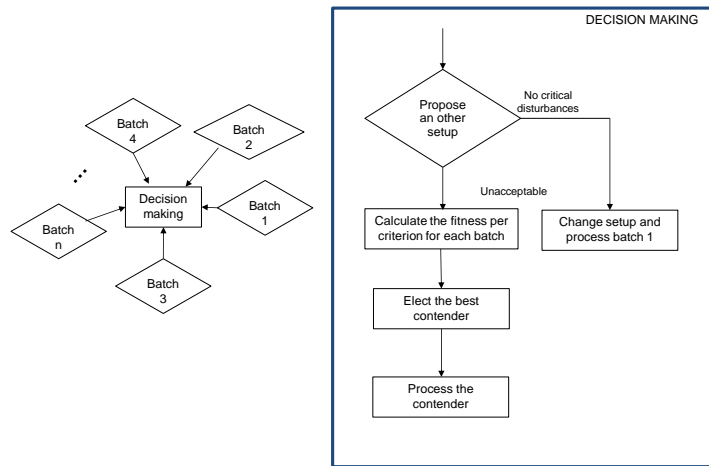 Batch
4
Batch
2
...
Decision
making
Batch
n
Batch
1
Batch
3
DECISION MAKING
Propose
an other
setup
No critical
disturbances
Unacceptable
Calculate the fitness per
criterion for each batch
Change setup and
process batch 1
Elect the best
contender
Process the
contender